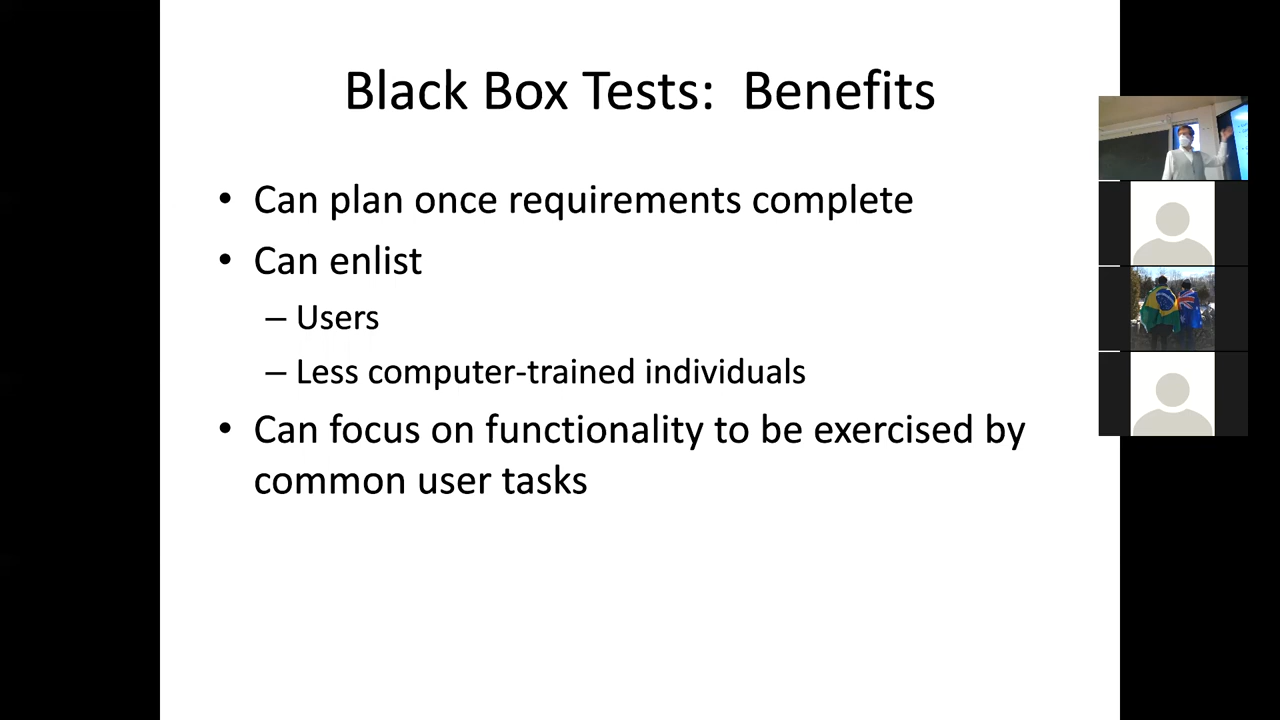 Black Box Tests:  Benefits
• Can plan once requirements complete
• Can enlist
– Users
– Less computer-trained individuals
• Can focus on functionality to be exercised by
common user tasks